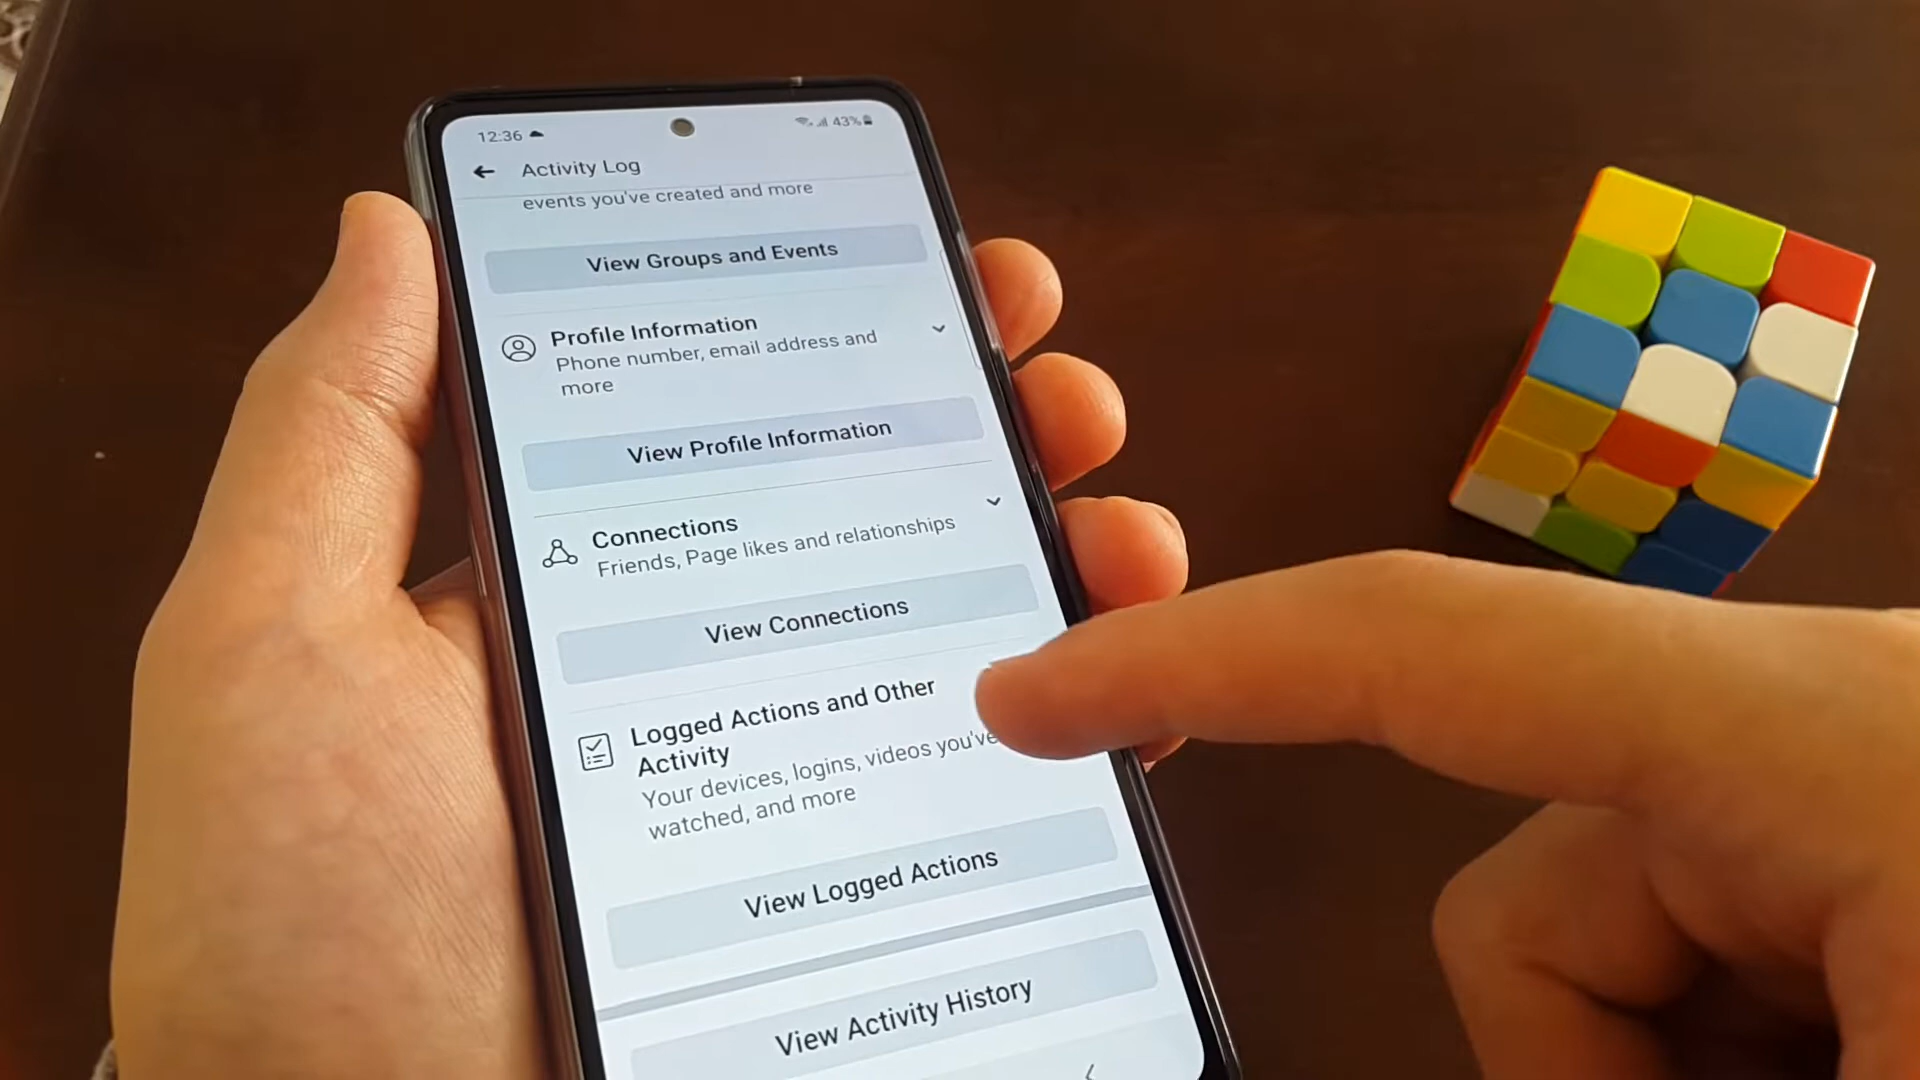 12:36
43%
Activity Log
events you've created and more
View Groups and Events
Profile Information
Phone number, email address and
more
View Profile Information
Connections
Friends, Page likes and relationships
View Connections
Logged Actions and Other
Activity
Your devices, logins, videos you've
watched, and more
View Logged Actions
View Activity History